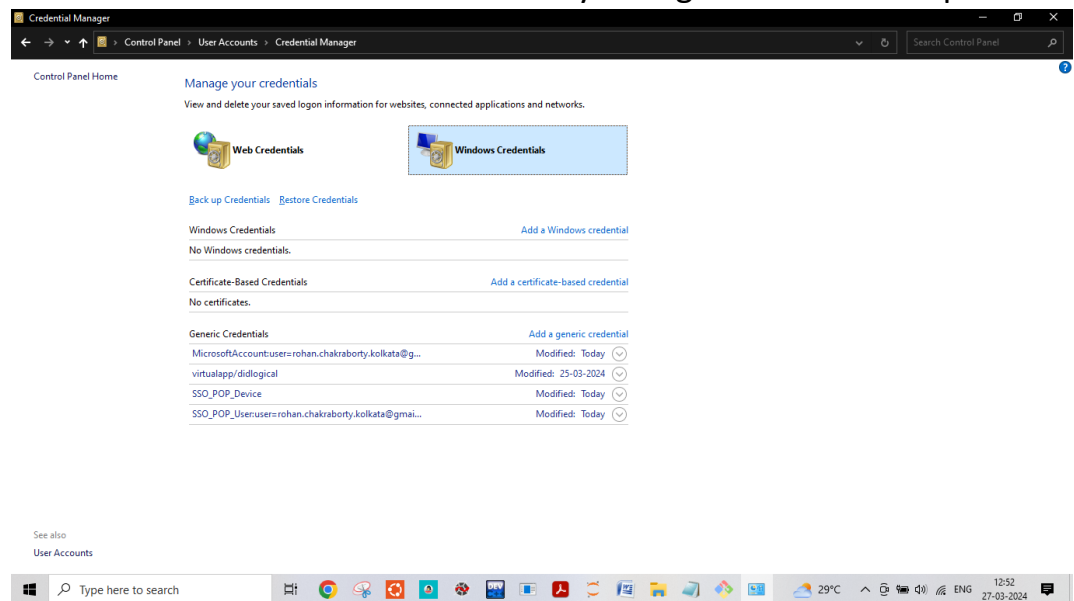 Credential Manager
Control Panel > User Accounts > Credential Manager
Search Control Panel
Control Panel Home
Manage your credentials
View and delete your saved logon information for websites, connected applications and networks.
Web Credentials
Windows Credentials
Back up Credentials Restore Credentials
Windows Credentials Add a Windows credential
No Windows credentials.
Certificate-Based Credentials Add a certificate-based credential
No certificates.
Generic Credentials Add a generic credential
MicrosoftAccount:user=rohan.chakraborty.kolkata@g... Modified: Today
virtualapp/didlogical Modified: 25-03-2024
SSO_POP_Device Modified: Today
SSO_POP_User:user=rohan.chakraborty.kolkata@gmai... Modified: Today
See also
User Accounts
Type here to search DEV 29°C ENG 12:52
27-03-2024